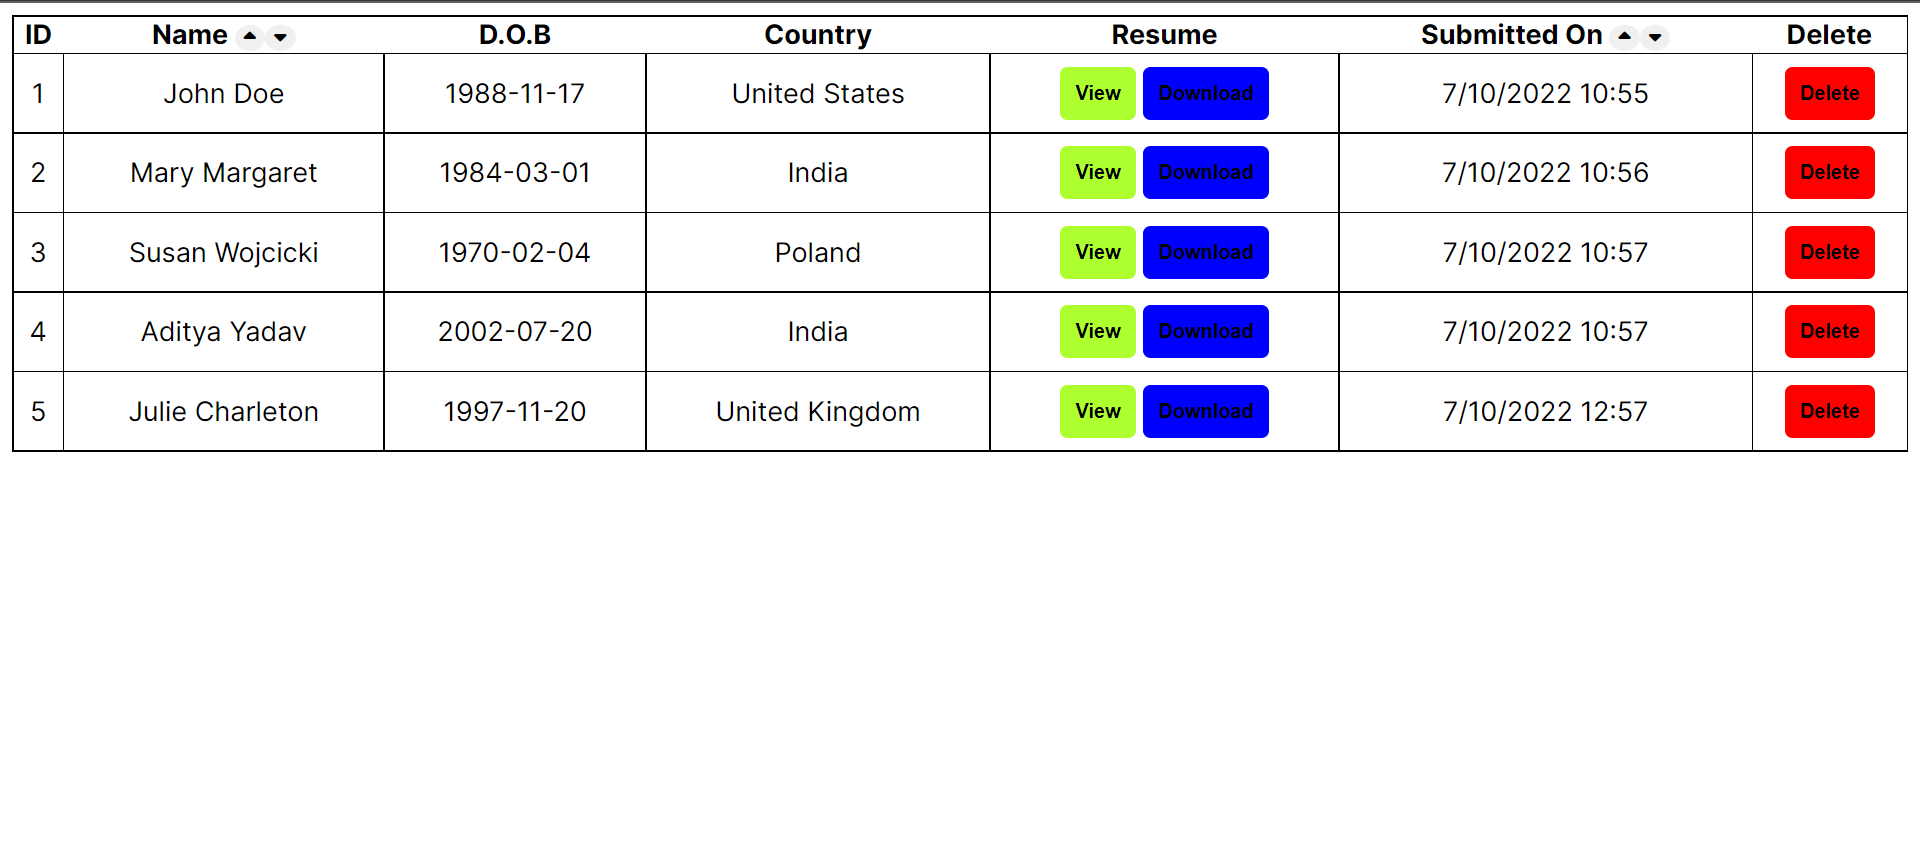 ID Name D.O.B Country Resume Submitted On Delete
1 John Doe 1988-11-17 United States View Download 7/10/2022 10:55 Delete
2 Mary Margaret 1984-03-01 India View Download 7/10/2022 10:56 Delete
3 Susan Wojcicki 1970-02-04 Poland View Download 7/10/2022 10:57 Delete
4 Aditya Yadav 2002-07-20 India View Download 7/10/2022 10:57 Delete
5 Julie Charleton 1997-11-20 United Kingdom View Download 7/10/2022 12:57 Delete